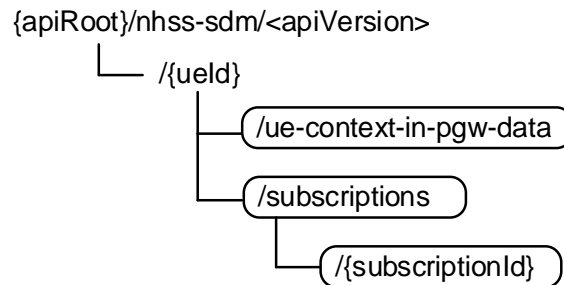 {apiRoot}/nhss-sdm/<apiVersion>
/{ueId}
/ue-context-in-pgw-data
/subscriptions
/{subscriptionId}